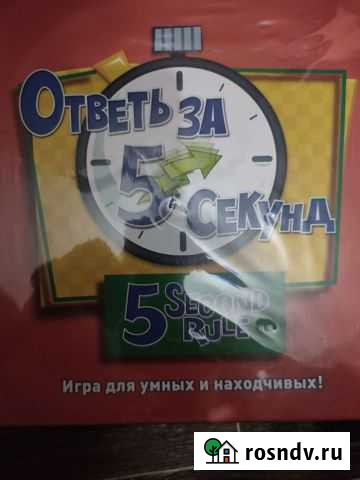 Ответь за
5
секунд
5 Second
Rule
Игра для умных и находчивых!
rosndv.ru